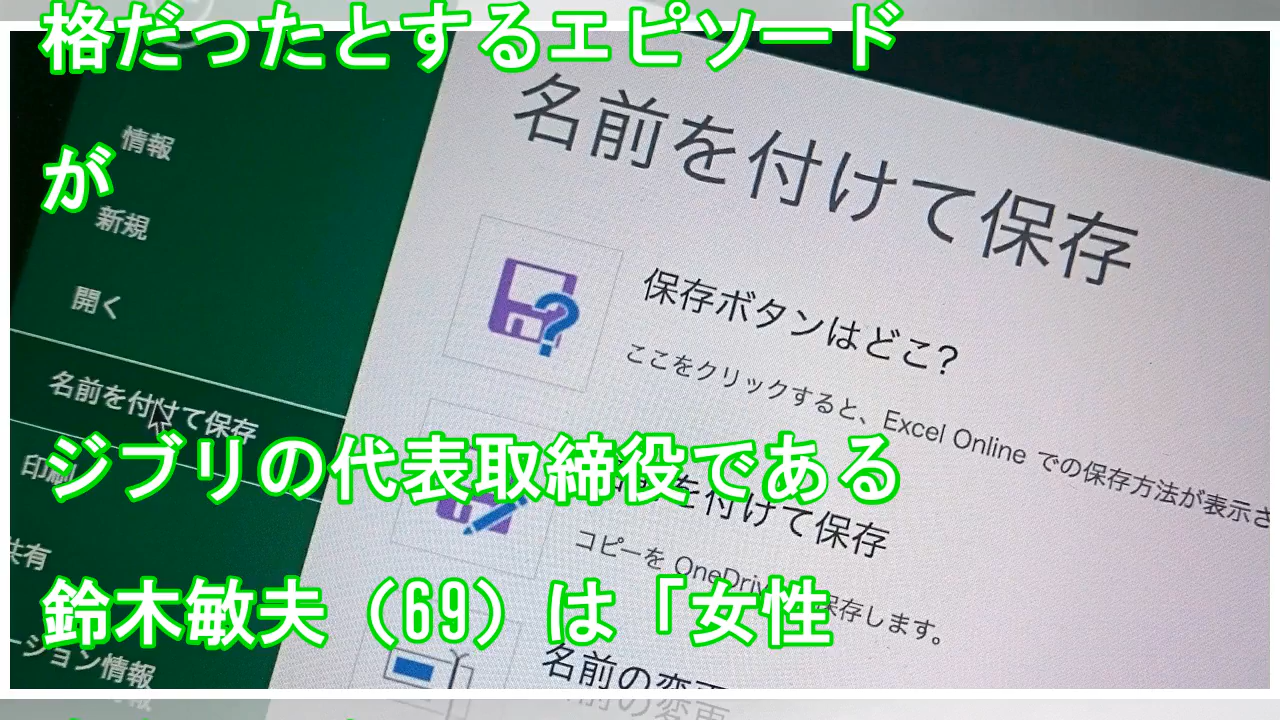 格だったとするエピソード
が
ジブリの代表取締役である
鈴木敏夫（69）は「女性
情報
新規
開く
名前を付けて保存
印刷
共有
ージョン情報
名前を付けて保存
保存ボタンはどこ?
ここをクリックすると、Excel Online での保存方法が表示さ
を付けて保存
コピーを OneDriv 保存します。
名前の変更